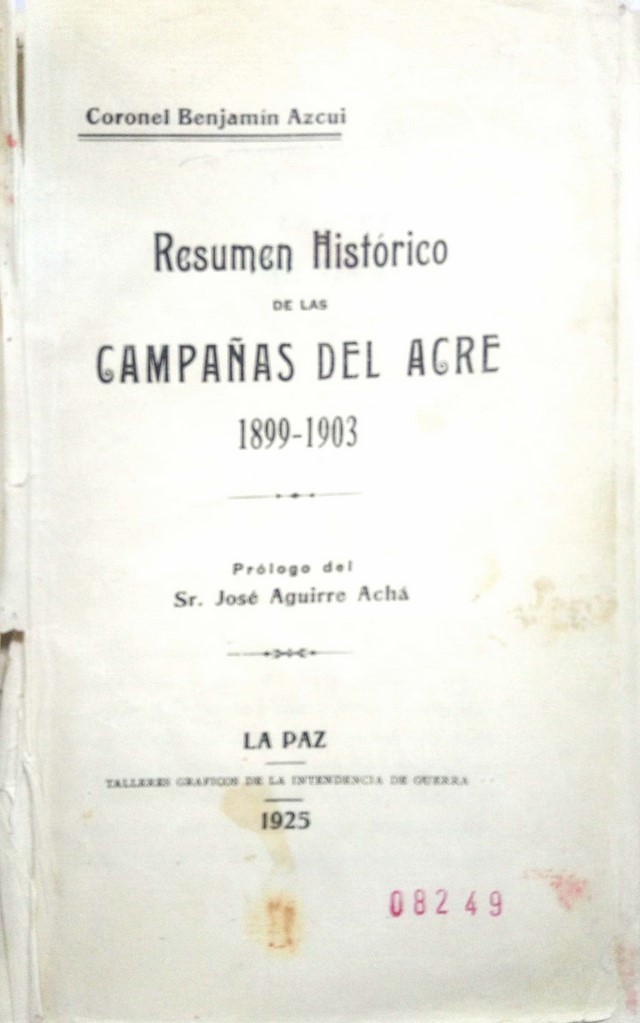 Coronel Benjamín Azcui
Resumen Histórico
DE LAS
CAMPAÑAS DEL ACRE
1899-1903
Prólogo del
Sr. José Aguirre Achá
LA PAZ
TALLERES GRAFICOS DE LA INTENDENCIA DE GUERRA
1925
08249